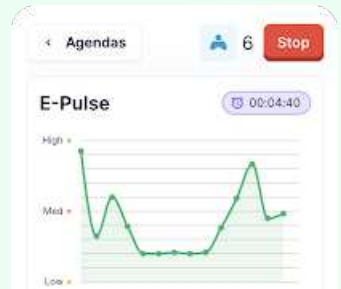 ‹ Agendas
6 Stop
E-Pulse
00:04:40
High
Med
Low